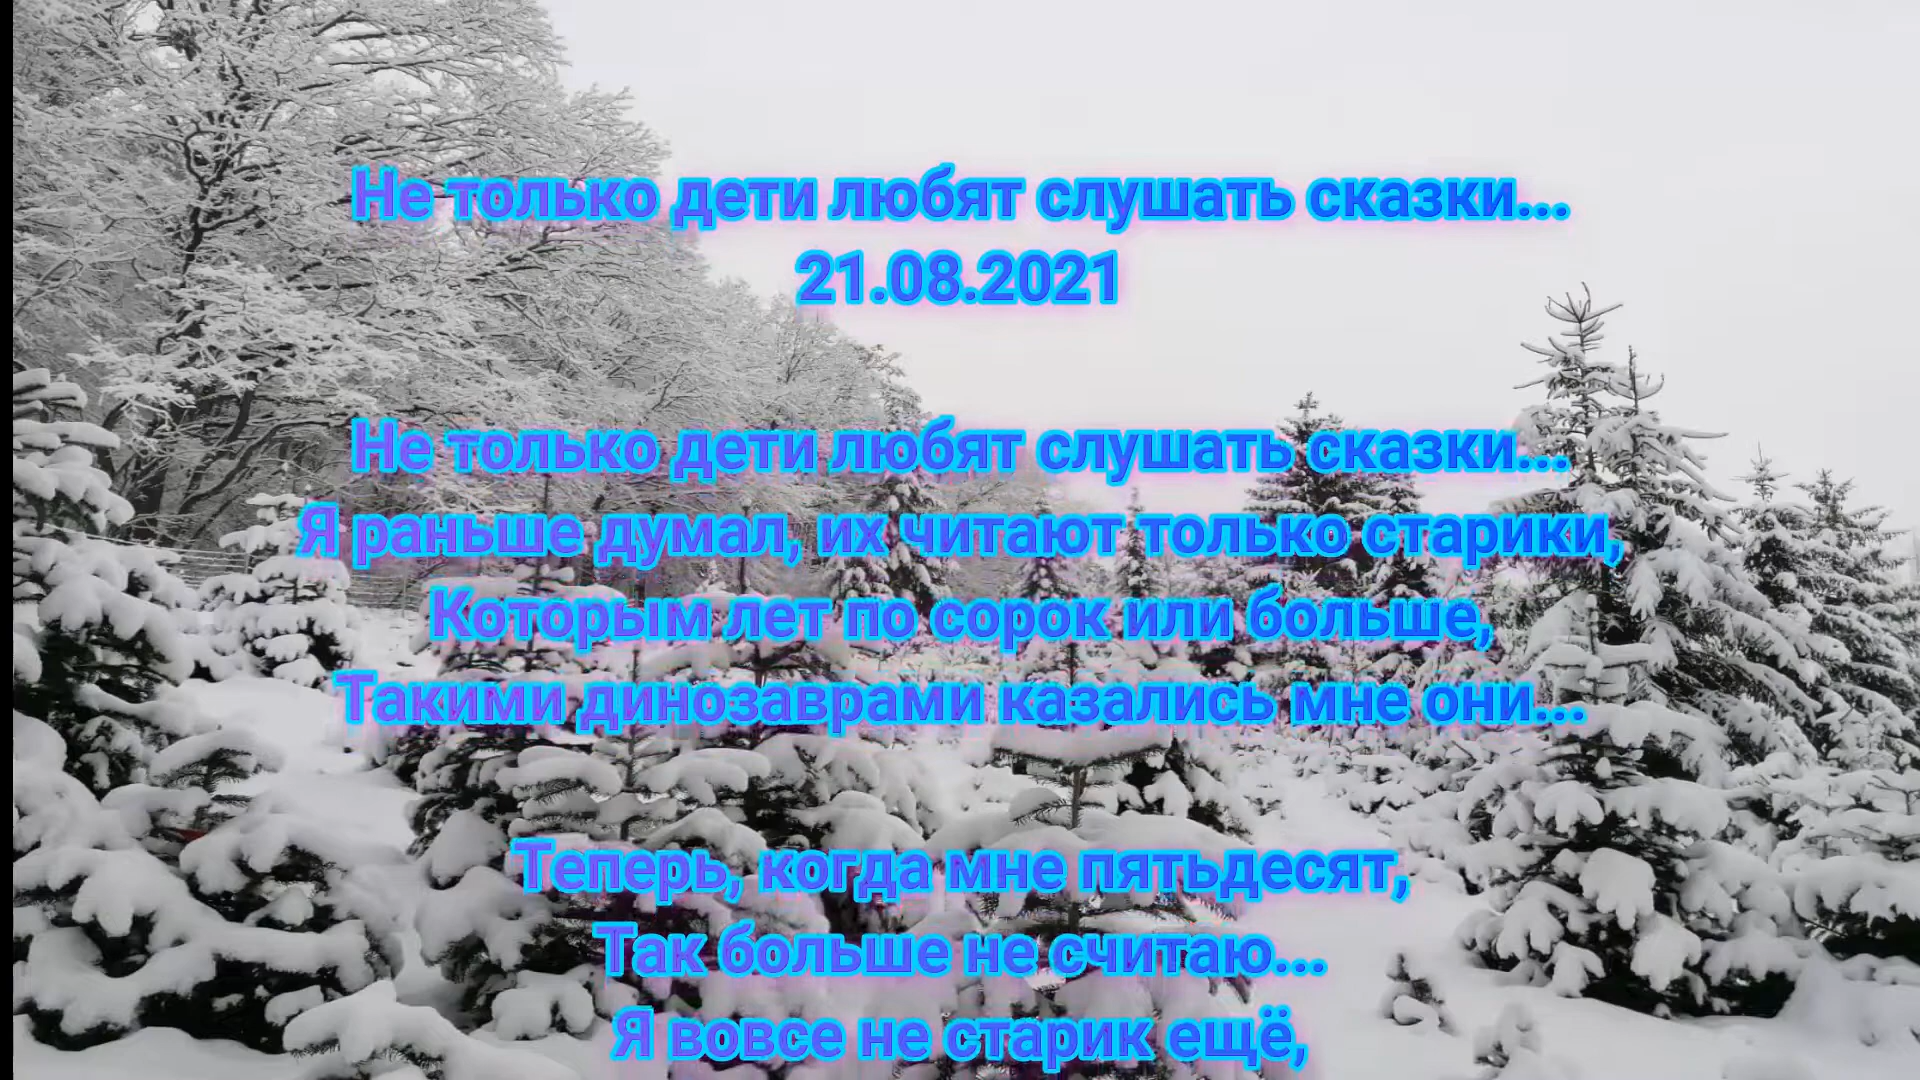 Не только дети любят слушать сказки...
21.08.2021
Не только дети любят слушать сказки...
Я раньше думал, их читают только старики,
Которым лет по сорок или больше,
Такими динозаврами казались мне они...
Теперь, когда мне пятьдесят,
Так больше не считаю...
Я вовсе не старик ещё,